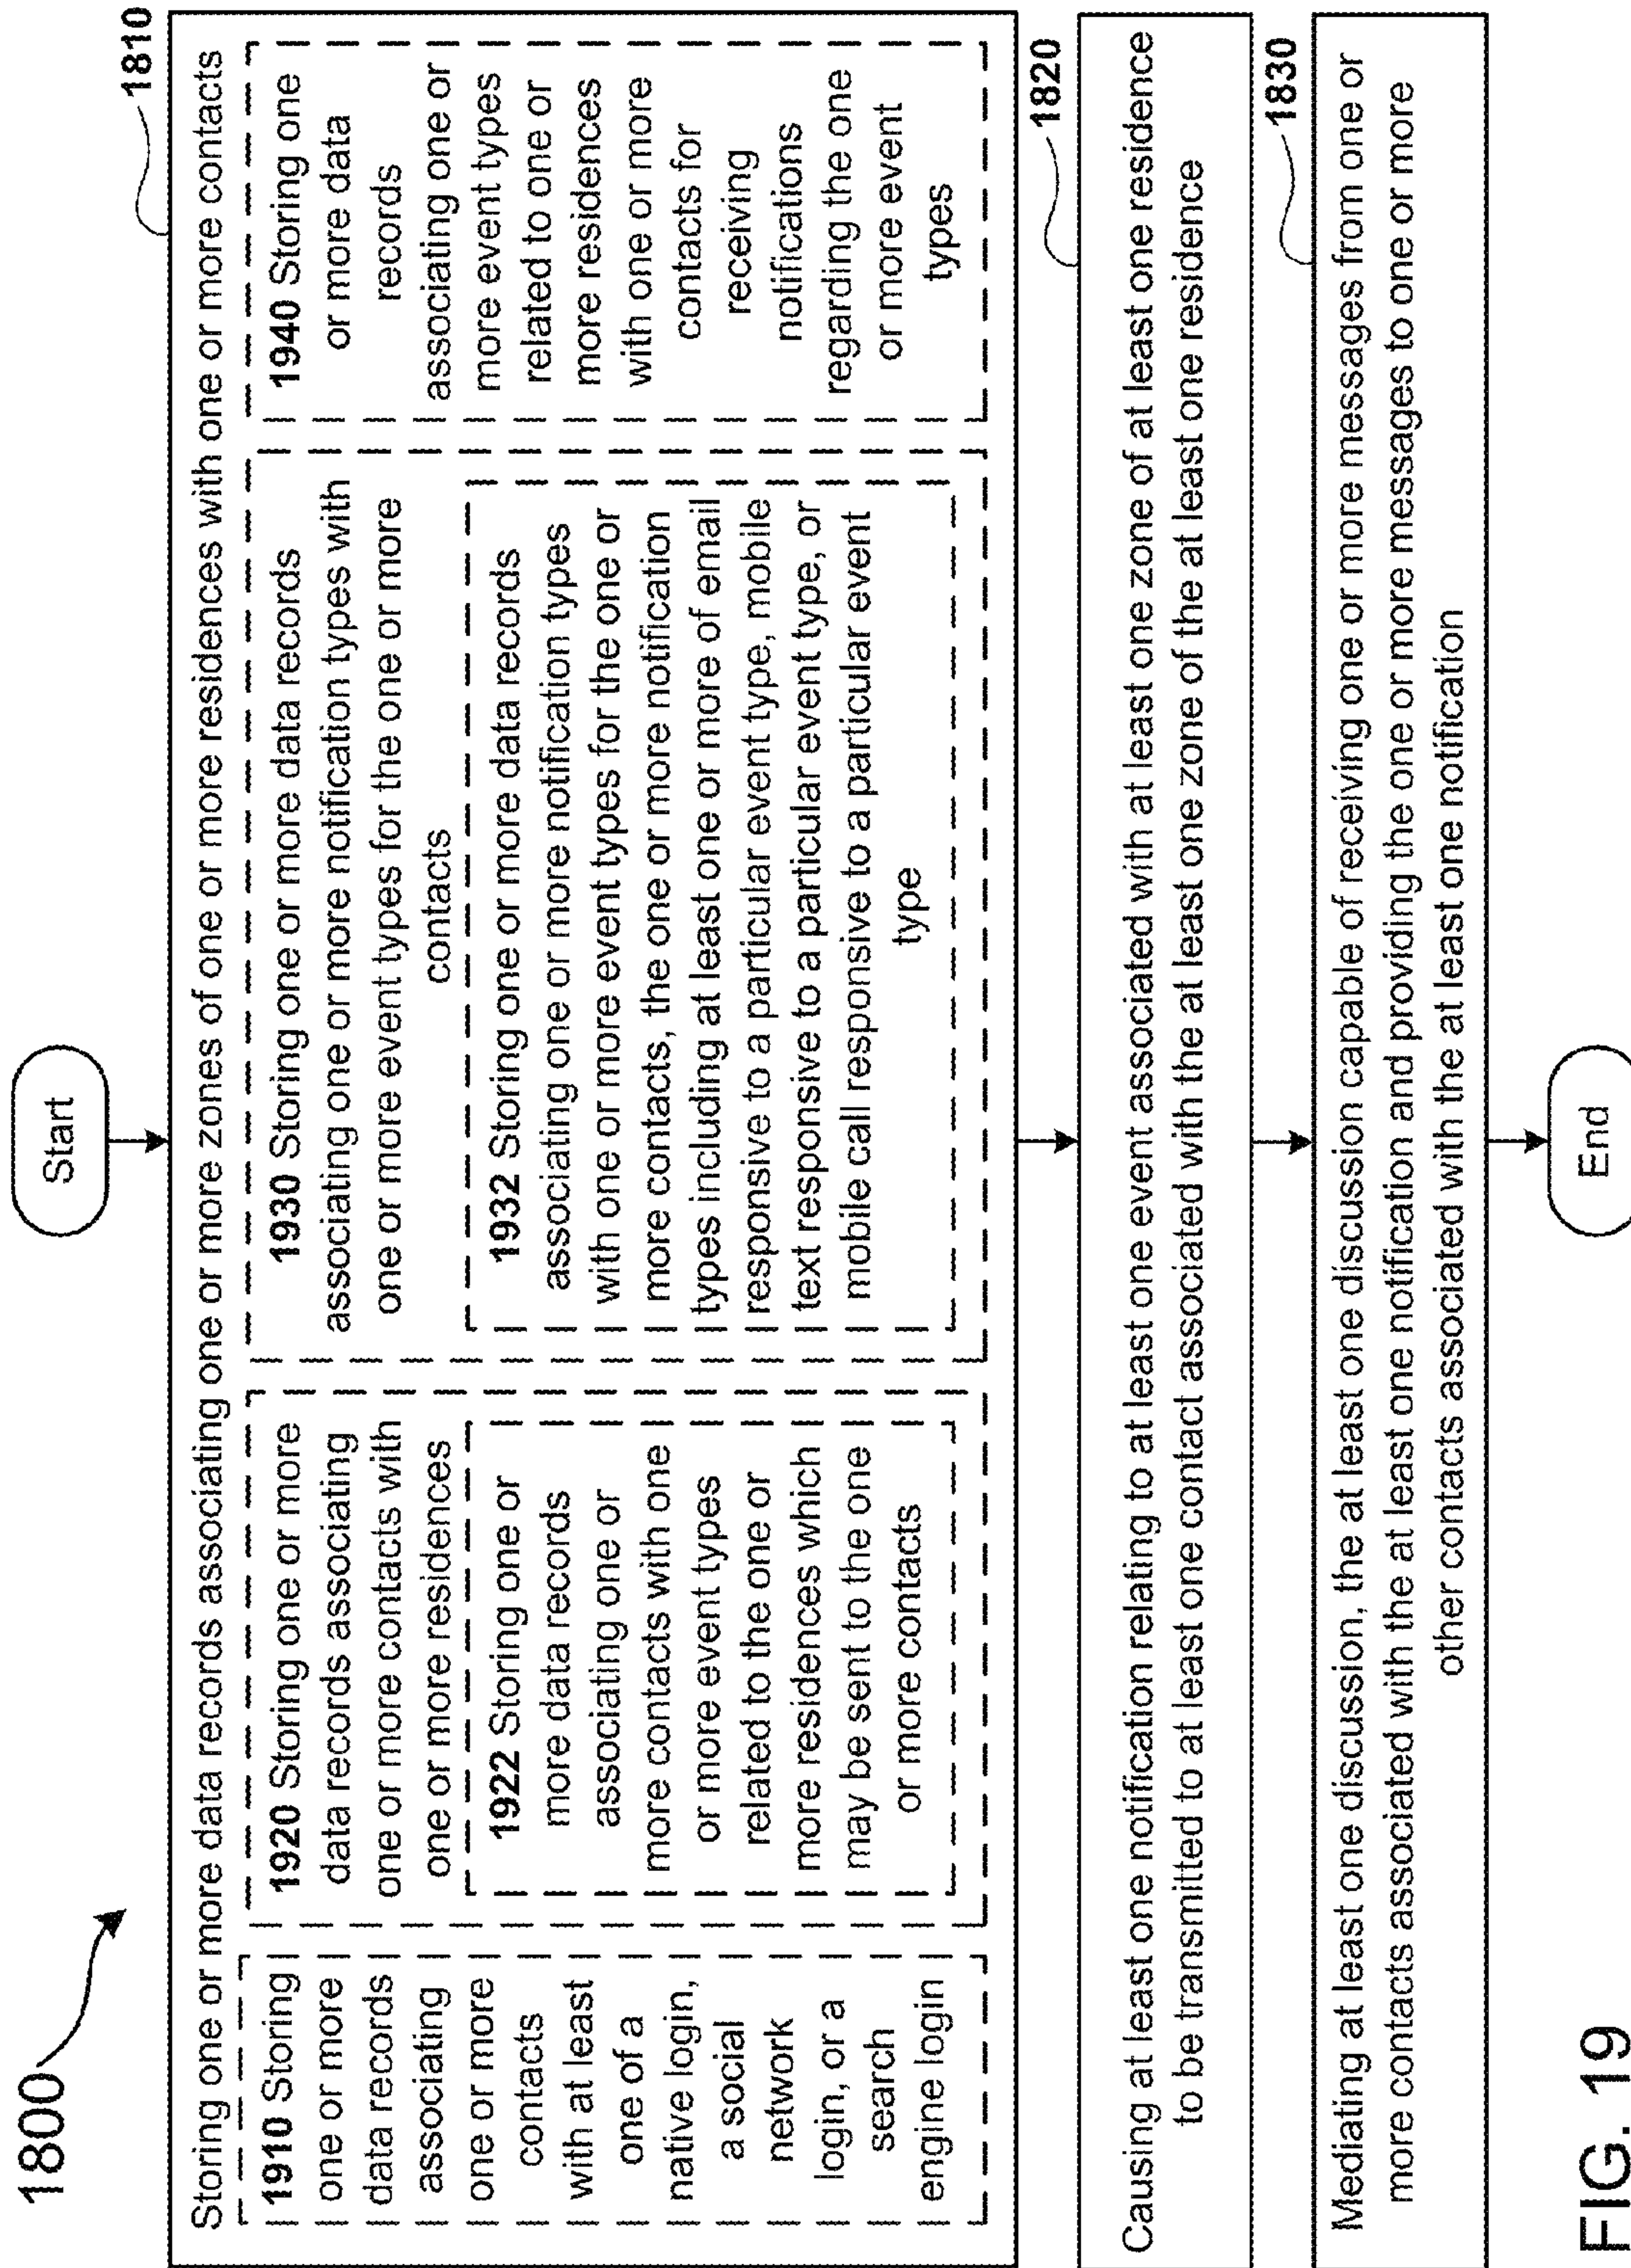 1800
Start
1810
Storing one or more data records associating one or more zones of one or more residences with one or more contacts
1910 Storing
one or more
data records
associating
one or more
contacts
with at least
one of a
native login,
a social
network
login, or a
search
engine login
1920 Storing one or more
data records associating
one or more contacts with
one or more residences
1922 Storing one or
more data records
associating one or
more contacts with one
or more event types
related to the one or
more residences which
may be sent to the one
or more contacts
1930 Storing one or more data records
associating one or more notification types with
one or more event types for the one or more
contacts
1932 Storing one or more data records
associating one or more notification types
with one or more event types for the one or
more contacts, the one or more notification
types including at least one or more of email
responsive to a particular event type, mobile
text responsive to a particular event type, or
mobile call responsive to a particular event
type
1940 Storing one
or more data
records
associating one or
more event types
related to one or
more residences
with one or more
contacts for
receiving
notifications
regarding the one
or more event
types
1820
Causing at least one notification relating to at least one event associated with at least one zone of at least one residence
to be transmitted to at least one contact associated with the at least one zone of the at least one residence
1830
Mediating at least one discussion, the at least one discussion capable of receiving one or more messages from one or
more contacts associated with the at least one notification and providing the one or more messages to one or more
other contacts associated with the at least one notification
End
FIG. 19